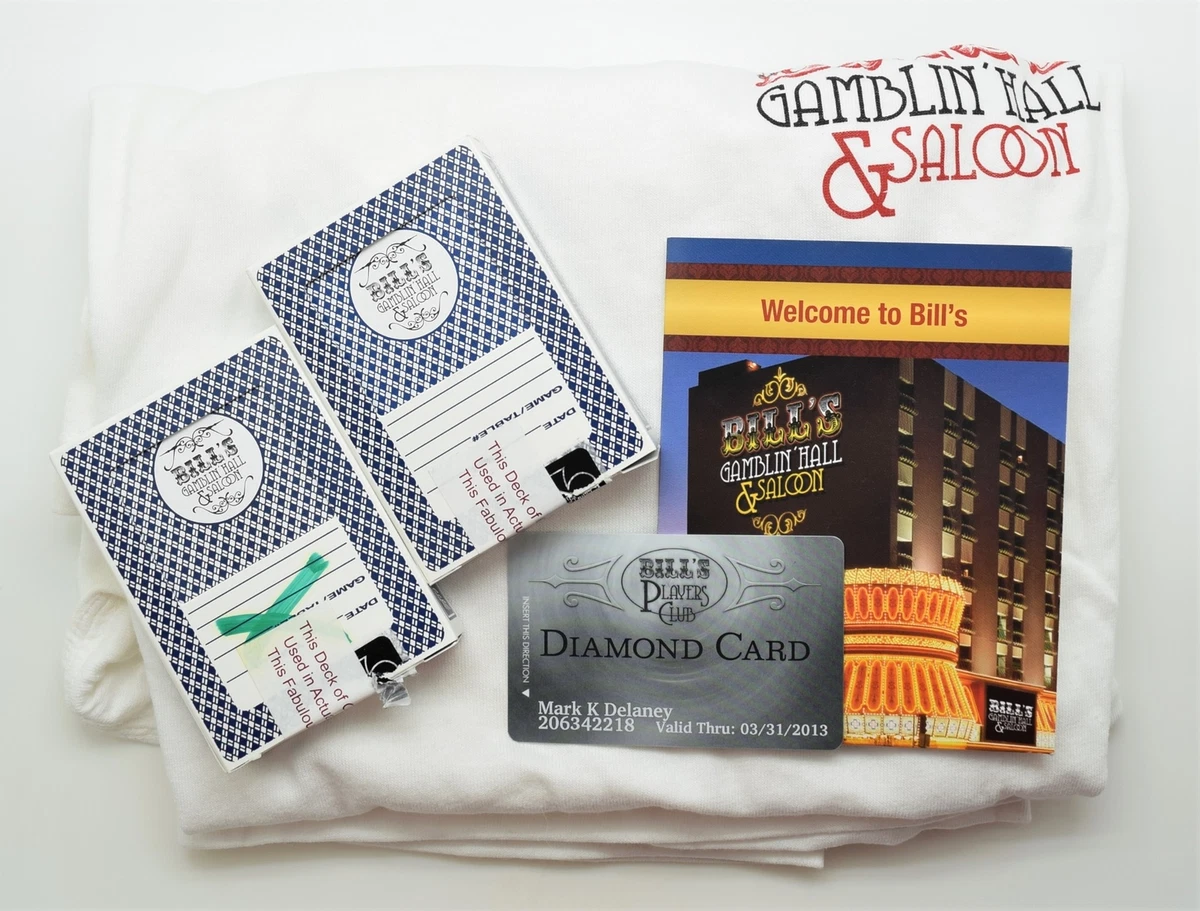 GAMBLIN' HALL
& SALOON
BILL'S
GAMBLIN' HALL
& SALOON
DATE:
GAME/TABLE#
This Deck of
Used in Actu
This Fabulo
BILL'S
GAMBLIN' HALL
& SALOON
DATE:
GAME/TAB
This Deck of C
Used in Actu
This Fabulou
Welcome to Bill's
BILL'S
GAMBLIN' HALL
& SALOON
BILL'S
GAMBLIN' HALL
& SALOON
BILL'S
PLAYERS
CLUB
INSERT THIS DIRECTION
DIAMOND CARD
Mark K Delaney
206342218 Valid Thru: 03/31/2013